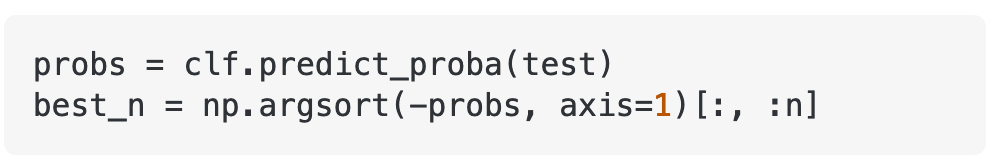 probs = clf.predict_proba(test)
best_n = np.argsort(-probs, axis=1)[:, :n]